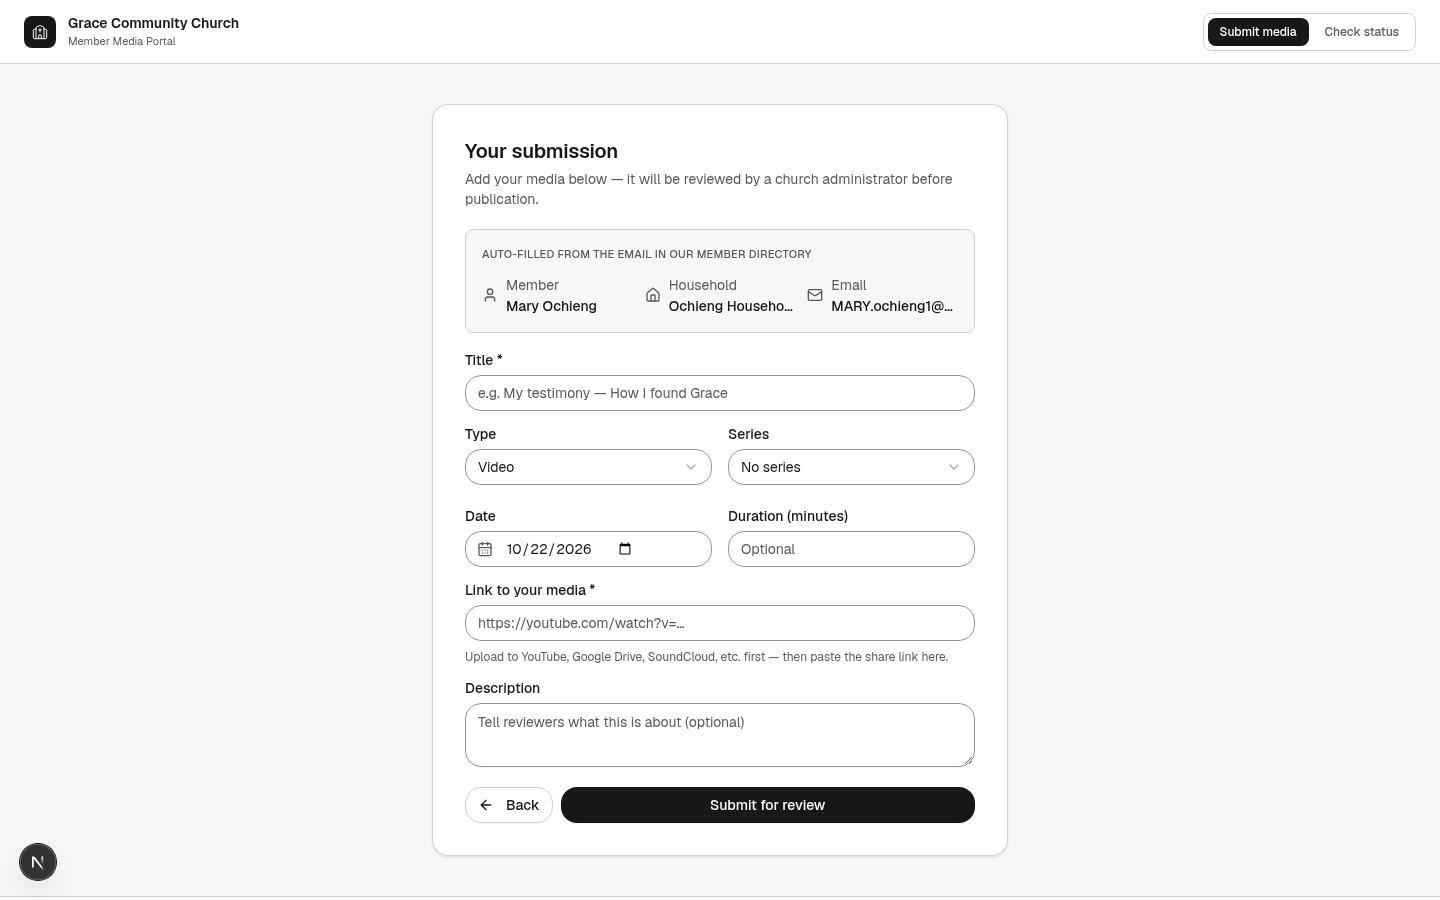 Grace Community Church
Member Media Portal
Submit media
Check status
Your submission
Add your media below — it will be reviewed by a church administrator before
publication.
AUTO-FILLED FROM THE EMAIL IN OUR MEMBER DIRECTORY
Member
Mary Ochieng
Household
Ochieng Househo…
Email
MARY.ochieng1@…
Title *
e.g. My testimony — How I found Grace
Type
Series
Video
No series
Date
Duration (minutes)
10/22/2026
Optional
Link to your media *
https://youtube.com/watch?v=…
Upload to YouTube, Google Drive, SoundCloud, etc. first — then paste the share link here.
Description
Tell reviewers what this is about (optional)
Back
Submit for review
N